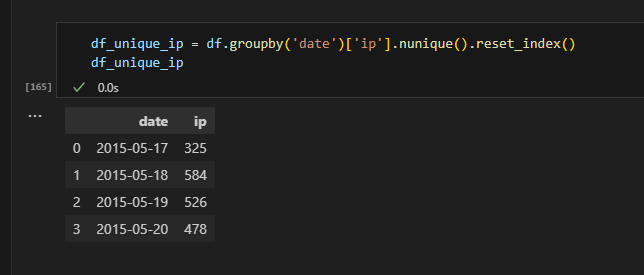 df_unique_ip = df.groupby('date')['ip'].nunique().reset_index()
df_unique_ip
[165] ✓ 0.0s
...
date ip
0 2015-05-17 325
1 2015-05-18 584
2 2015-05-19 526
3 2015-05-20 478